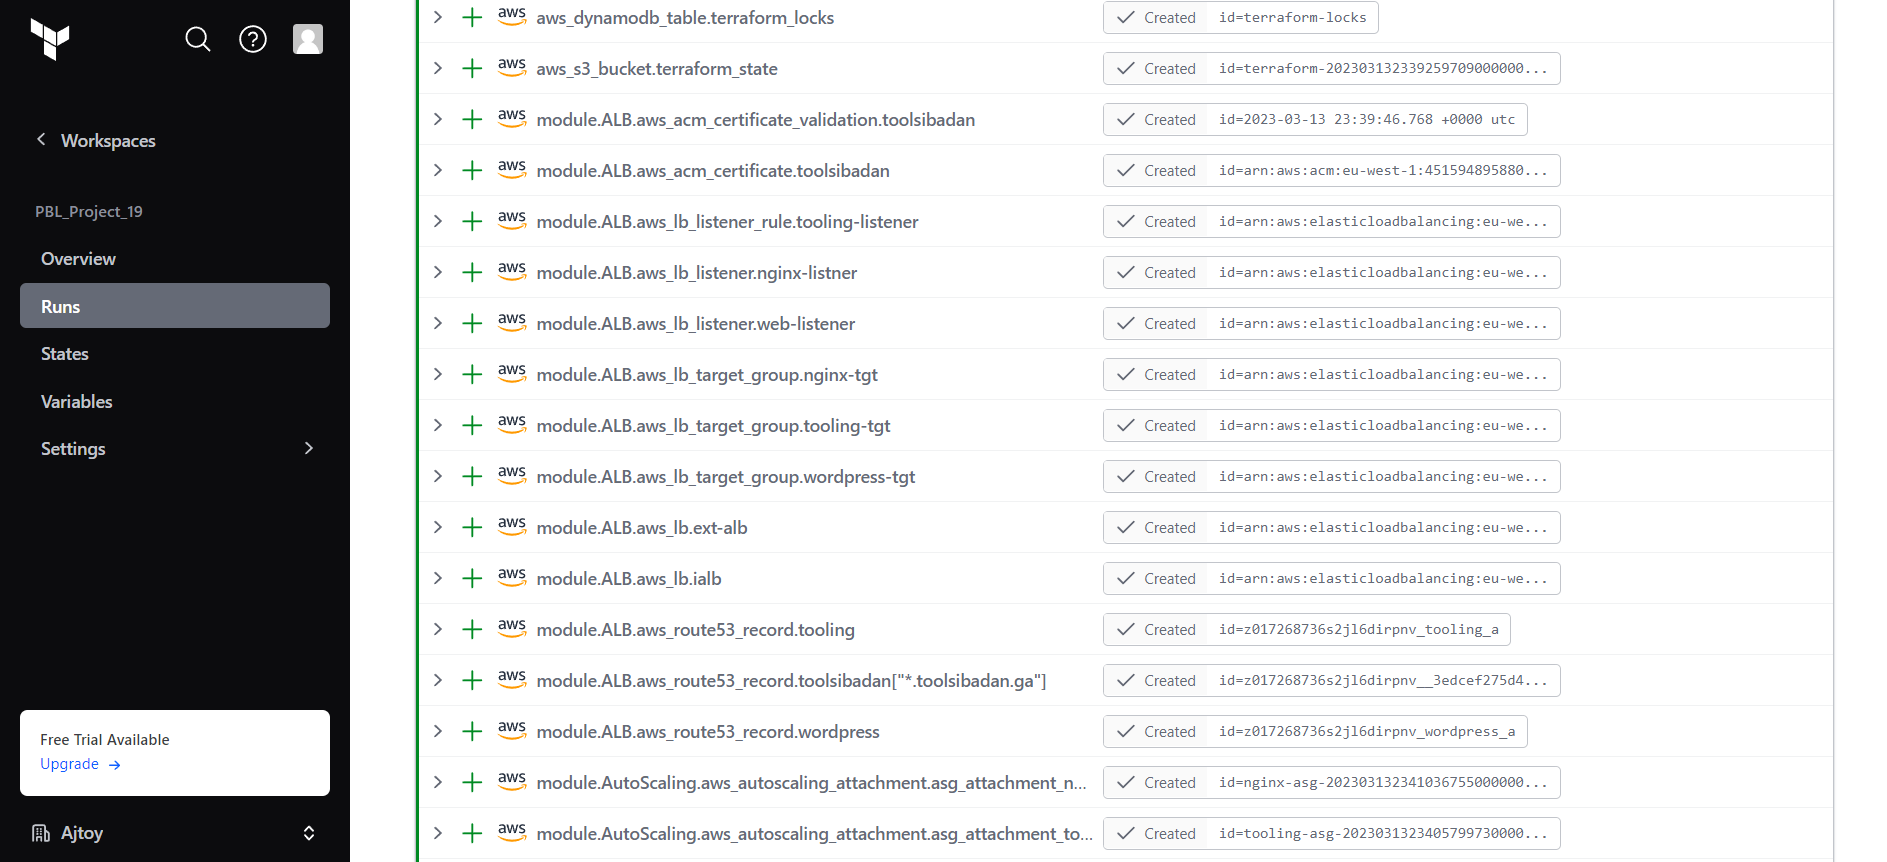 Workspaces
PBL_Project_19
Overview
Runs
States
Variables
Settings
Free Trial Available
Upgrade →
Ajtoy
aws aws_dynamodb_table.terraform_locks Created id=terraform-locks
aws aws_s3_bucket.terraform_state Created id=terraform-20230313233925970900​0000...
aws module.ALB.aws_acm_certificate_validation.toolsibadan Created id=2023-03-13 23:39:46.768 +0000 utc
aws module.ALB.aws_acm_certificate.toolsibadan Created id=arn:aws:acm:eu-west-1:451594895880...
aws module.ALB.aws_lb_listener_rule.tooling-listener Created id=arn:aws:elasticloadbalancing:eu-we...
aws module.ALB.aws_lb_listener.nginx-listner Created id=arn:aws:elasticloadbalancing:eu-we...
aws module.ALB.aws_lb_listener.web-listener Created id=arn:aws:elasticloadbalancing:eu-we...
aws module.ALB.aws_lb_target_group.nginx-tgt Created id=arn:aws:elasticloadbalancing:eu-we...
aws module.ALB.aws_lb_target_group.tooling-tgt Created id=arn:aws:elasticloadbalancing:eu-we...
aws module.ALB.aws_lb_target_group.wordpress-tgt Created id=arn:aws:elasticloadbalancing:eu-we...
aws module.ALB.aws_lb.ext-alb Created id=arn:aws:elasticloadbalancing:eu-we...
aws module.ALB.aws_lb.ialb Created id=arn:aws:elasticloadbalancing:eu-we...
aws module.ALB.aws_route53_record.tooling Created id=z017268736s2jl6dirpnv_tooling_a
aws module.ALB.aws_route53_record.toolsibadan["*.toolsibadan.ga"] Created id=z017268736s2jl6dirpnv__3edcef275d4...
aws module.ALB.aws_route53_record.wordpress Created id=z017268736s2jl6dirpnv_wordpress_a
aws module.AutoScaling.aws_autoscaling_attachment.asg_attachment_n... Created id=nginx-asg-202303132341036755000000...
aws module.AutoScaling.aws_autoscaling_attachment.asg_attachment_to... Created id=tooling-asg-2023031323405799730000...